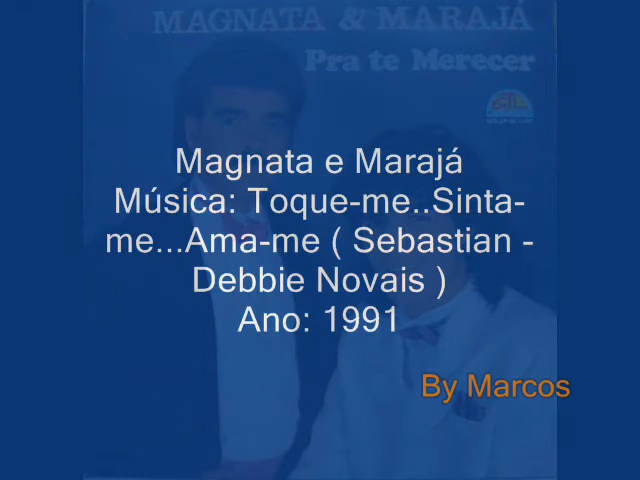 MAGNATA & MARAJÁ
Pra te Merecer
Magnata e Marajá
Música: Toque-me..Sinta-
me...Ama-me ( Sebastian -
Debbie Novais )
Ano: 1991
By Marcos